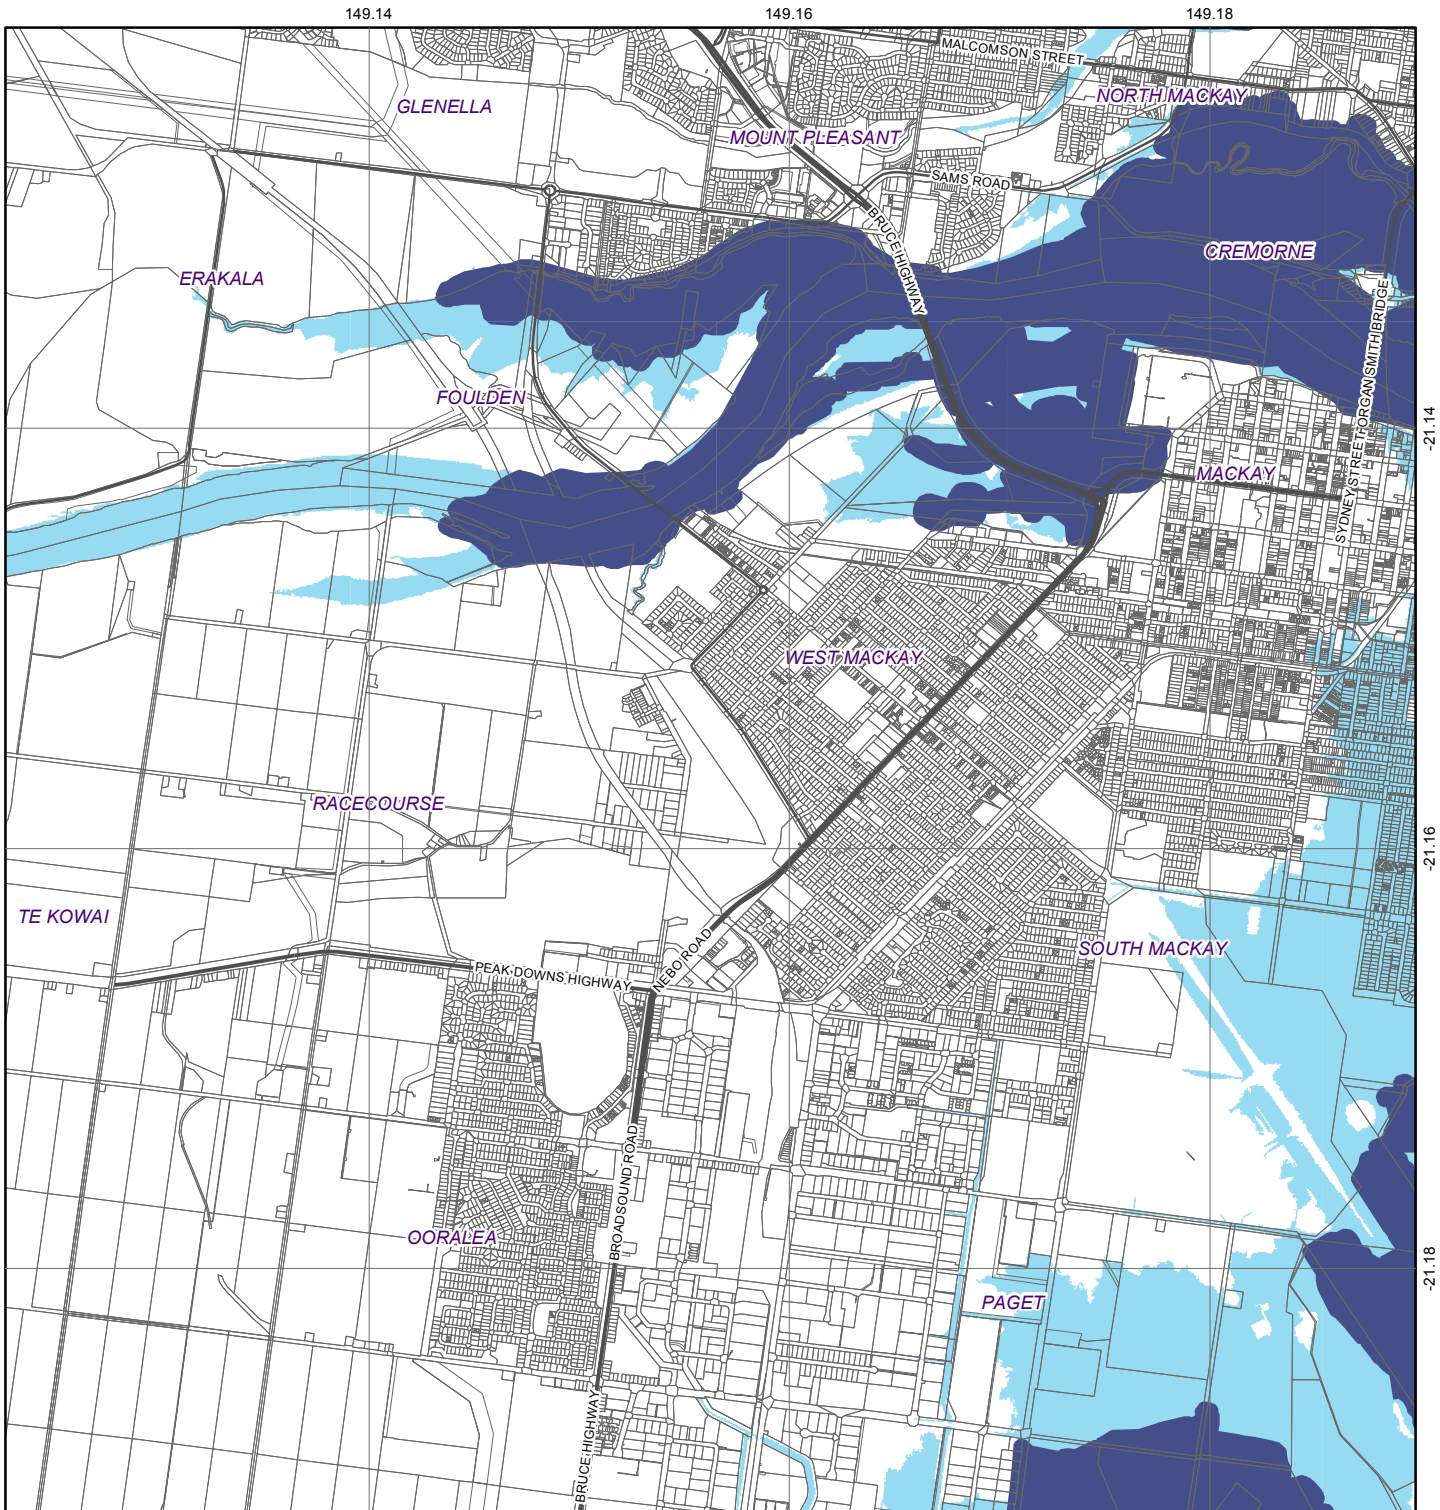 149.14
149.16
149.18
MALCOMSON STREET
NORTH MACKAY
GLENELLA
MOUNT PLEASANT
SAMS ROAD
BRUCE HIGHWAY
CREMORNE
ERAKALA
SYDNEY STREET
FORGAN SMITH BRIDGE
FOULDEN
-21.14
MACKAY
WEST MACKAY
RACECOURSE
-21.16
TE KOWAI
SOUTH MACKAY
NEBO ROAD
PEAK DOWNS HIGHWAY
BROADSOUND ROAD
OORALEA
-21.18
PAGET
BRUCE HIGHWAY